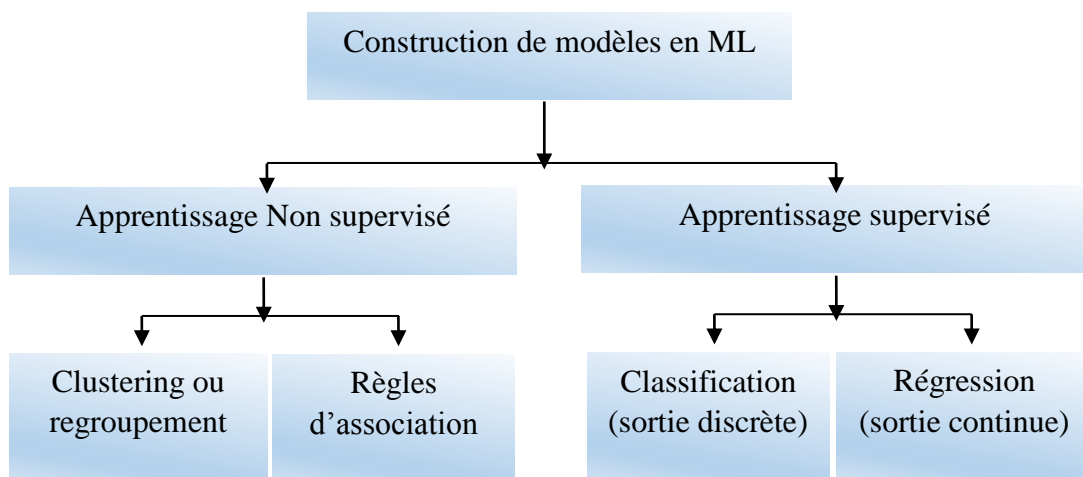 Construction de modèles en ML
Apprentissage Non supervisé
Apprentissage supervisé
Clustering ou
regroupement
Règles
d’association
Classification
(sortie discrète)
Régression
(sortie continue)